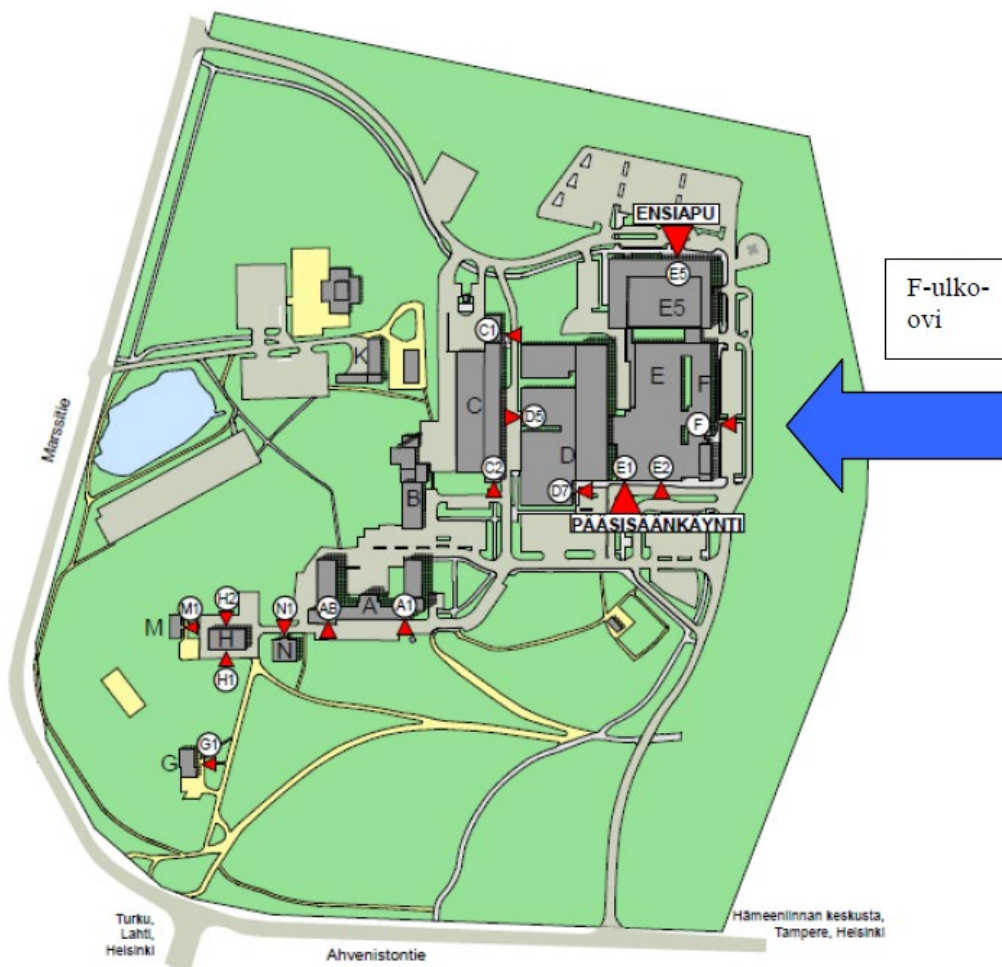 ENSIAPU
E5
E5
F-ulko-
ovi
C1
K
E
F
C
D5
F
D
C2
E1
E2
D7
B
PÄÄSISÄÄNKÄYNTI
Marssitie
M1
H2
N1
AB
A
A1
M
H
N
H1
G1
G
Turku,
Lahti,
Helsinki
Ahvenistontie
Hämeenlinnan keskusta,
Tampere, Helsinki